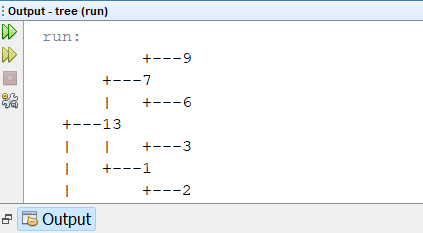 Output - tree (run)
run:
          +---9
      +---7
      |   +---6
  +---13
  |   |   +---3
  |   +---1
  |       +---2
Output